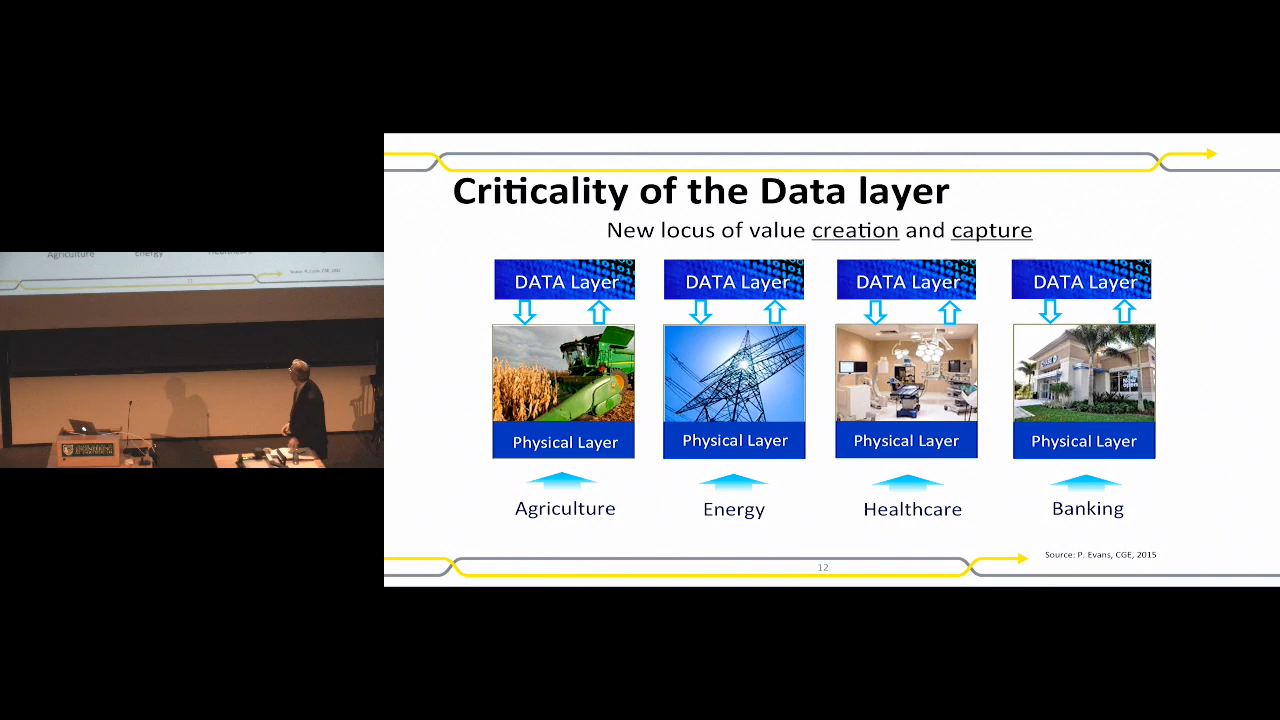 Criticality of the Data layer
New locus of value creation and capture
DATA Layer DATA Layer DATA Layer DATA Layer
Physical Layer Physical Layer Physical Layer Physical Layer
Agriculture Energy Healthcare Banking
Source: P. Evans, CGE, 2015
12
Agriculture